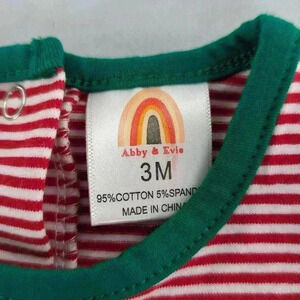 Abby & Evie
3M
95%COTTON 5%SPAND
MADE IN CHINA